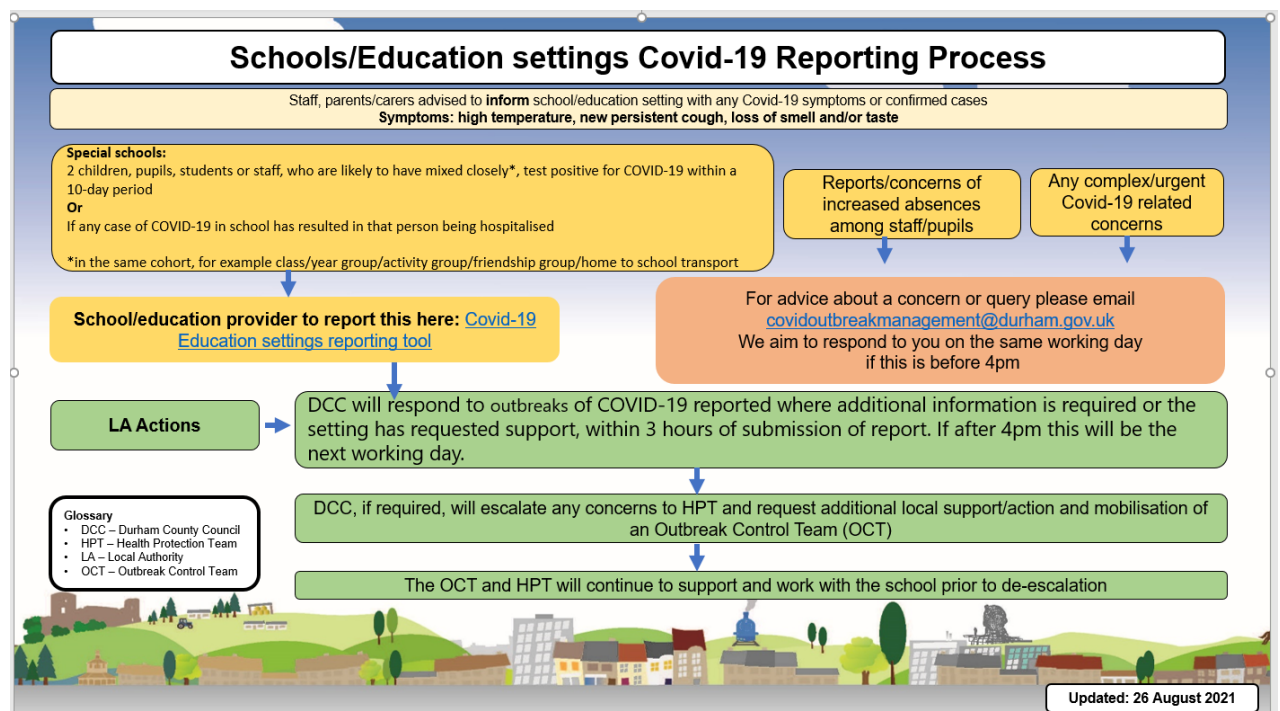 Schools/Education settings Covid-19 Reporting Process
Staff, parents/carers advised to inform school/education setting with any Covid-19 symptoms or confirmed cases
Symptoms: high temperature, new persistent cough, loss of smell and/or taste
Special schools:
2 children, pupils, students or staff, who are likely to have mixed closely*, test positive for COVID-19 within a
10-day period
Or
If any case of COVID-19 in school has resulted in that person being hospitalised
*in the same cohort, for example class/year group/activity group/friendship group/home to school transport
Reports/concerns of
increased absences
among staff/pupils
Any complex/urgent
Covid-19 related
concerns
School/education provider to report this here: Covid-19
Education settings reporting tool
For advice about a concern or query please email
covidoutbreakmanagement@durham.gov.uk
We aim to respond to you on the same working day
if this is before 4pm
LA Actions
DCC will respond to outbreaks of COVID-19 reported where additional information is required or the
setting has requested support, within 3 hours of submission of report. If after 4pm this will be the
next working day.
DCC, if required, will escalate any concerns to HPT and request additional local support/action and mobilisation of
an Outbreak Control Team (OCT)
The OCT and HPT will continue to support and work with the school prior to de-escalation
Glossary
• DCC – Durham County Council
• HPT – Health Protection Team
• LA – Local Authority
• OCT – Outbreak Control Team
Updated: 26 August 2021